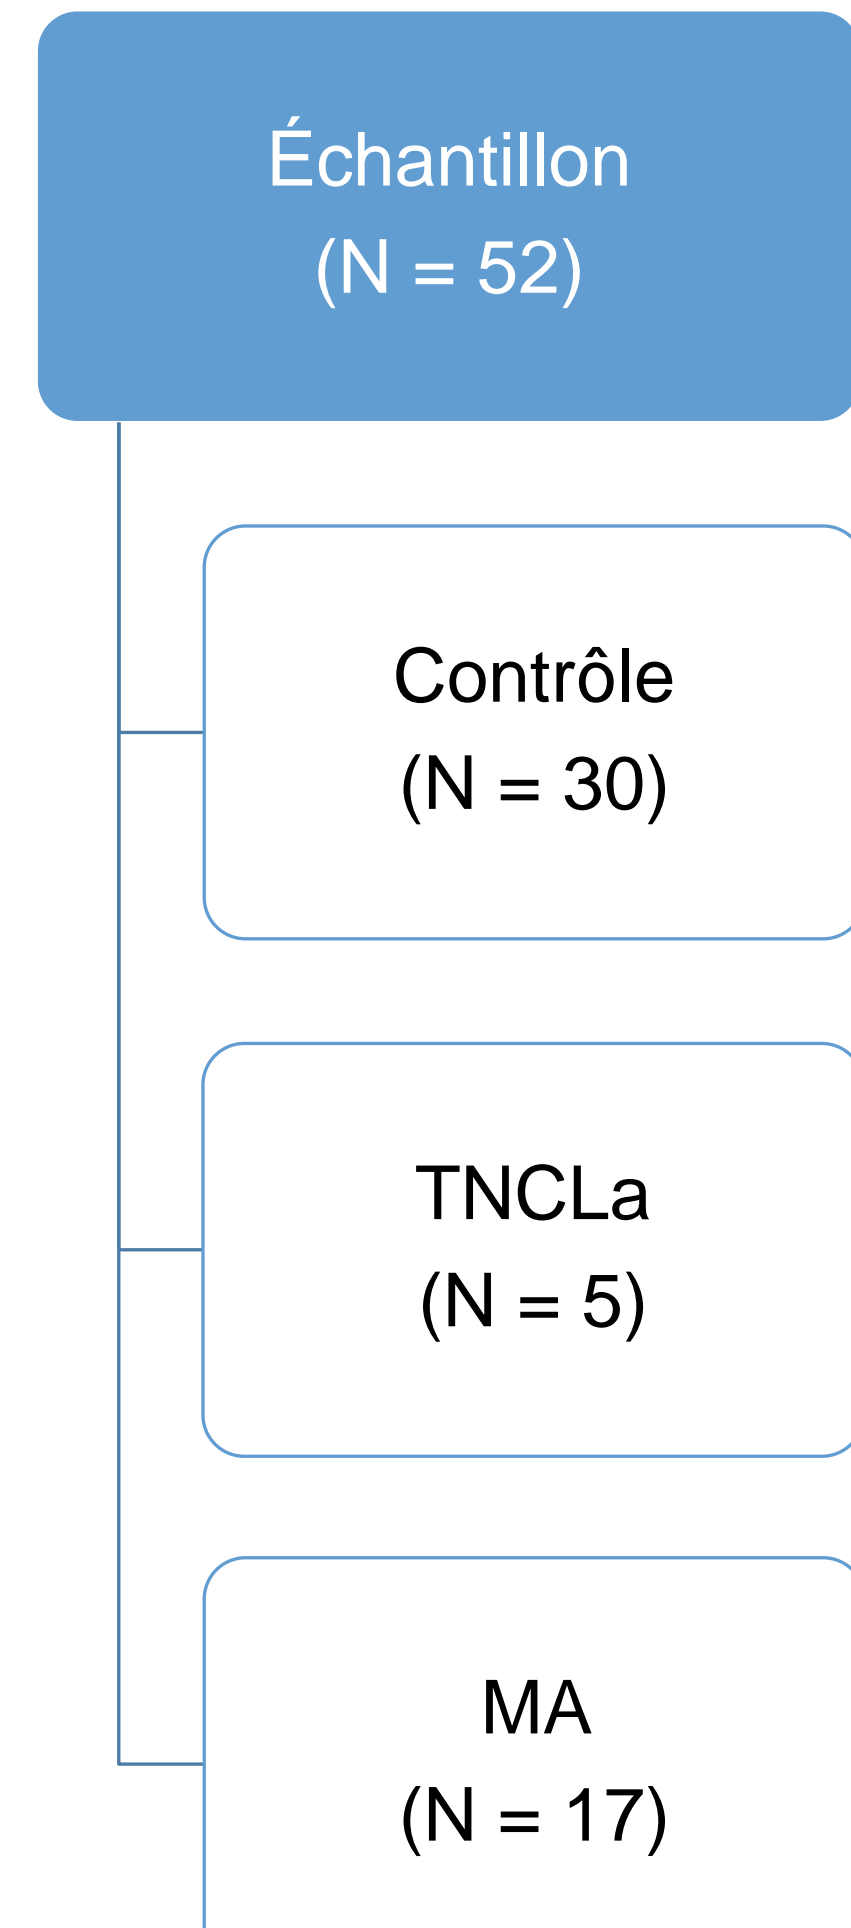 Échantillon
(N = 52)
Contrôle
(N = 30)
TNCLa
(N = 5)
MA
(N = 17)